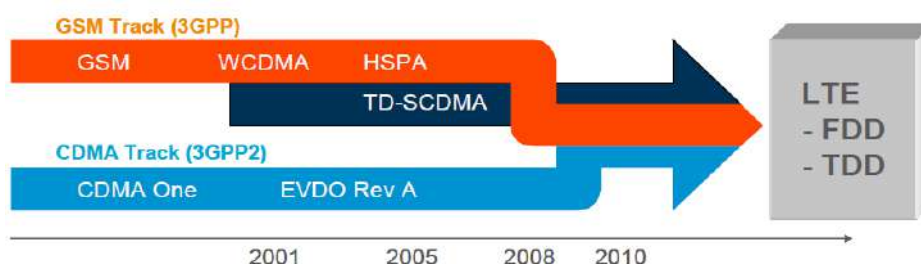 GSM Track (3GPP)
GSM WCDMA HSPA
TD-SCDMA
CDMA Track (3GPP2)
CDMA One EVDO Rev A
LTE
- FDD
- TDD
2001 2005 2008 2010